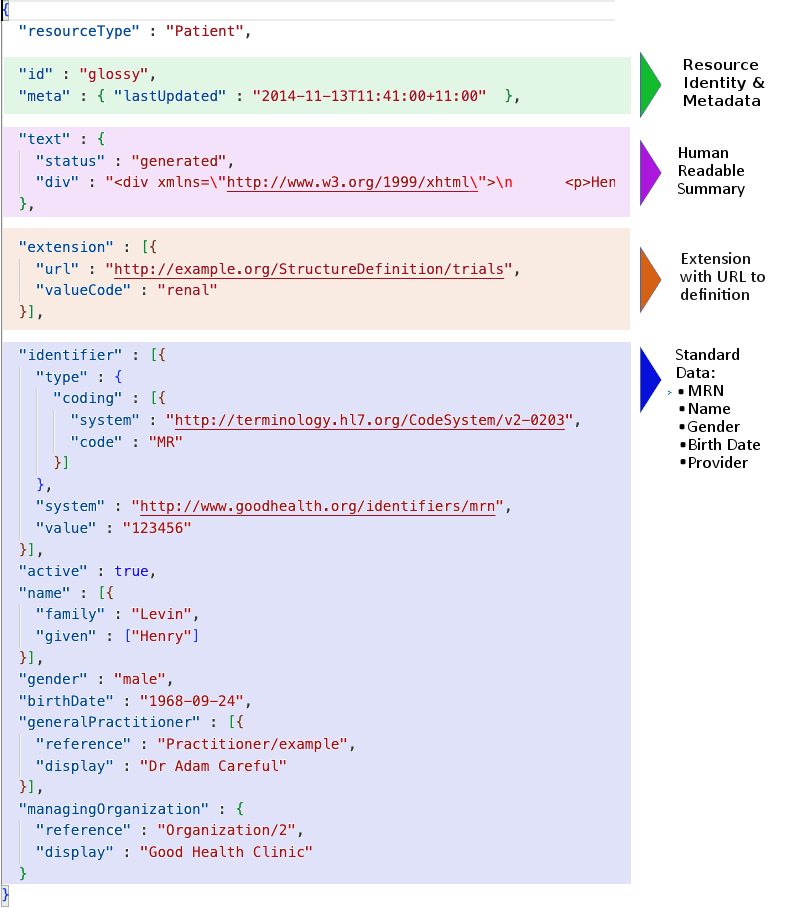 {
"resourceType" : "Patient",
"id" : "glossy",
"meta" : { "lastUpdated" : "2014-11-13T11:41:00+11:00"  },
Resource
Identity &
Metadata
"text" : {
"status" : "generated",
"div" : "<div xmlns=\"http://www.w3.org/1999/xhtml\">\n      <p>Hen
},
Human
Readable
Summary
"extension" : [{
"url" : "http://example.org/StructureDefinition/trials",
"valueCode" : "renal"
}],
Extension
with URL to
definition
"identifier" : [{
"type" : {
"coding" : [{
"system" : "http://terminology.hl7.org/CodeSystem/v2-0203",
"code" : "MR"
}]
},
"system" : "http://www.goodhealth.org/identifiers/mrn",
"value" : "123456"
}],
"active" : true,
"name" : [{
"family" : "Levin",
"given" : ["Henry"]
}],
"gender" : "male",
"birthDate" : "1968-09-24",
"generalPractitioner" : [{
"reference" : "Practitioner/example",
"display" : "Dr Adam Careful"
}],
"managingOrganization" : {
"reference" : "Organization/2",
"display" : "Good Health Clinic"
}
}
Standard
Data:
• MRN
• Name
• Gender
• Birth Date
• Provider